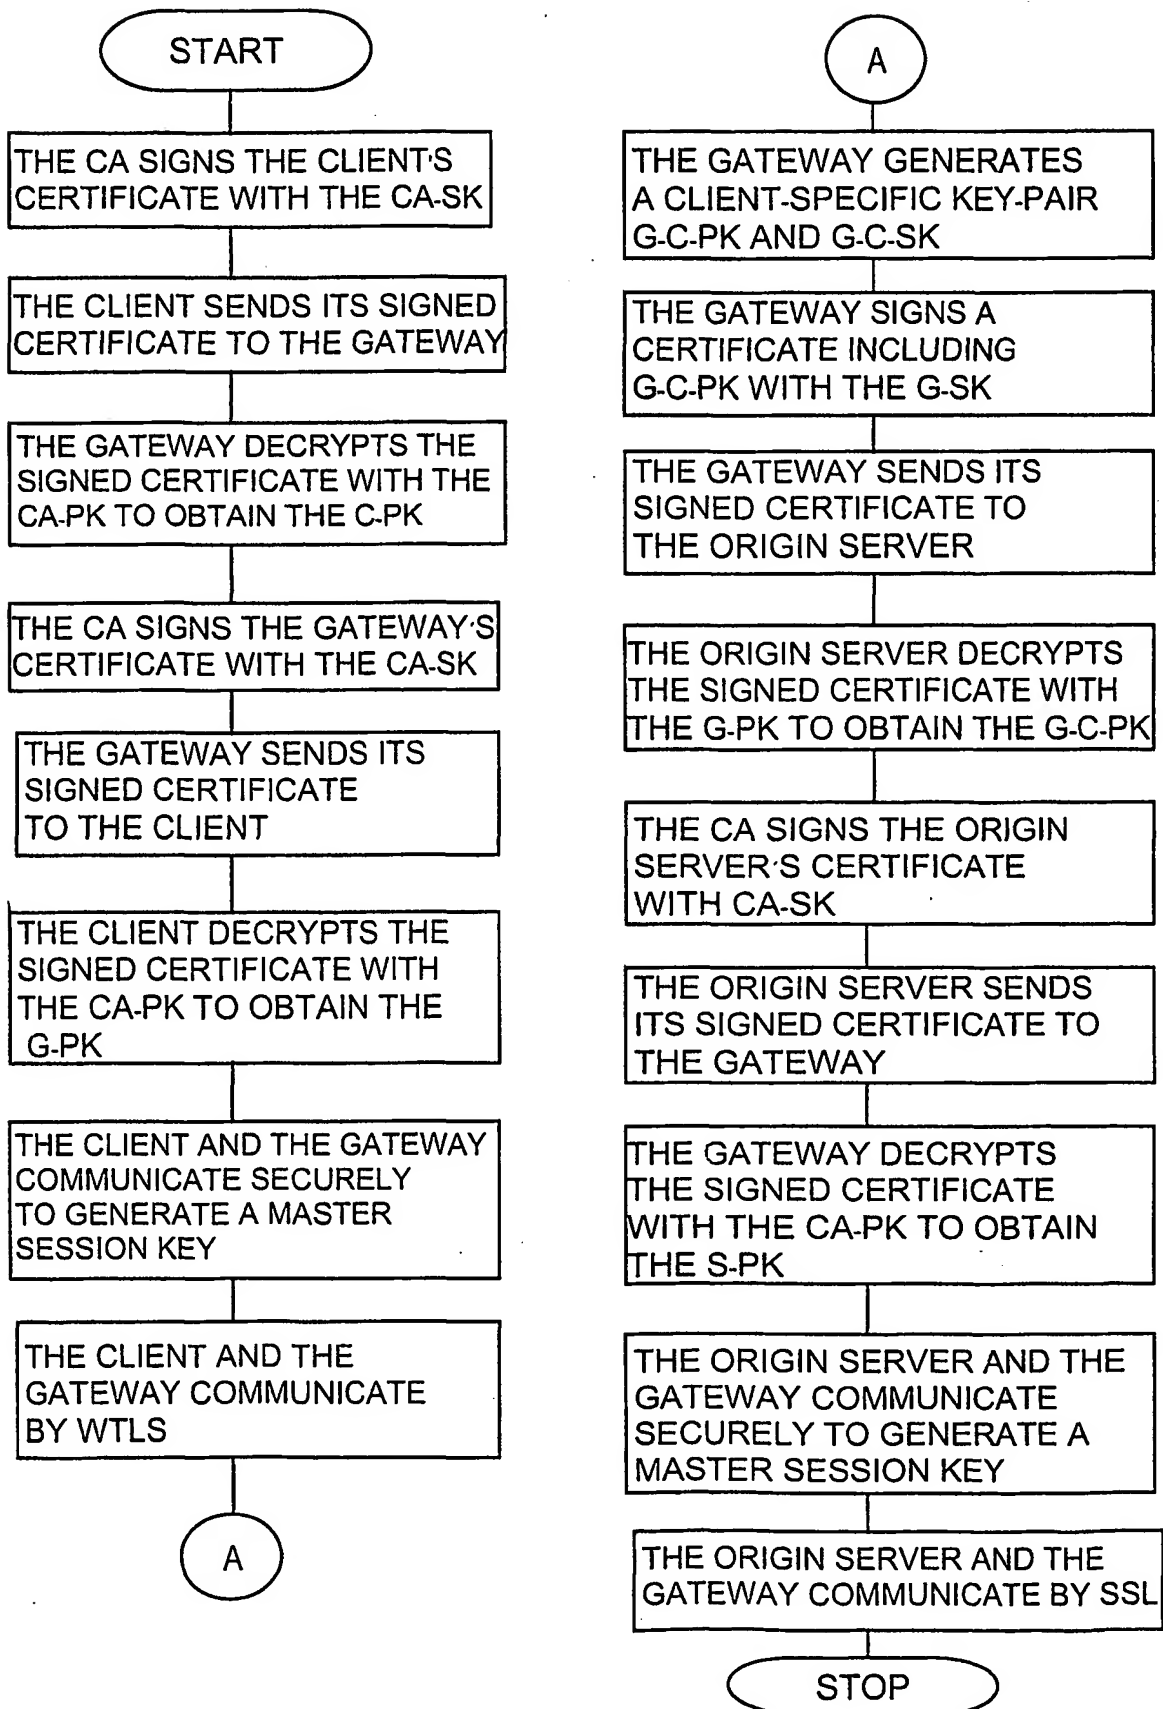 START
THE CA SIGNS THE CLIENT'S
CERTIFICATE WITH THE CA-SK
THE CLIENT SENDS ITS SIGNED
CERTIFICATE TO THE GATEWAY
THE GATEWAY DECRYPTS THE
SIGNED CERTIFICATE WITH THE
CA-PK TO OBTAIN THE C-PK
THE CA SIGNS THE GATEWAY'S
CERTIFICATE WITH THE CA-SK
THE GATEWAY SENDS ITS
SIGNED CERTIFICATE
TO THE CLIENT
THE CLIENT DECRYPTS THE
SIGNED CERTIFICATE WITH
THE CA-PK TO OBTAIN THE
G-PK
THE CLIENT AND THE GATEWAY
COMMUNICATE SECURELY
TO GENERATE A MASTER
SESSION KEY
THE CLIENT AND THE
GATEWAY COMMUNICATE
BY WTLS
A
A
THE GATEWAY GENERATES
A CLIENT-SPECIFIC KEY-PAIR
G-C-PK AND G-C-SK
THE GATEWAY SIGNS A
CERTIFICATE INCLUDING
G-C-PK WITH THE G-SK
THE GATEWAY SENDS ITS
SIGNED CERTIFICATE TO
THE ORIGIN SERVER
THE ORIGIN SERVER DECRYPTS
THE SIGNED CERTIFICATE WITH
THE G-PK TO OBTAIN THE G-C-PK
THE CA SIGNS THE ORIGIN
SERVER'S CERTIFICATE
WITH CA-SK
THE ORIGIN SERVER SENDS
ITS SIGNED CERTIFICATE TO
THE GATEWAY
THE GATEWAY DECRYPTS
THE SIGNED CERTIFICATE
WITH THE CA-PK TO OBTAIN
THE S-PK
THE ORIGIN SERVER AND THE
GATEWAY COMMUNICATE
SECURELY TO GENERATE A
MASTER SESSION KEY
THE ORIGIN SERVER AND THE
GATEWAY COMMUNICATE BY SSL
STOP